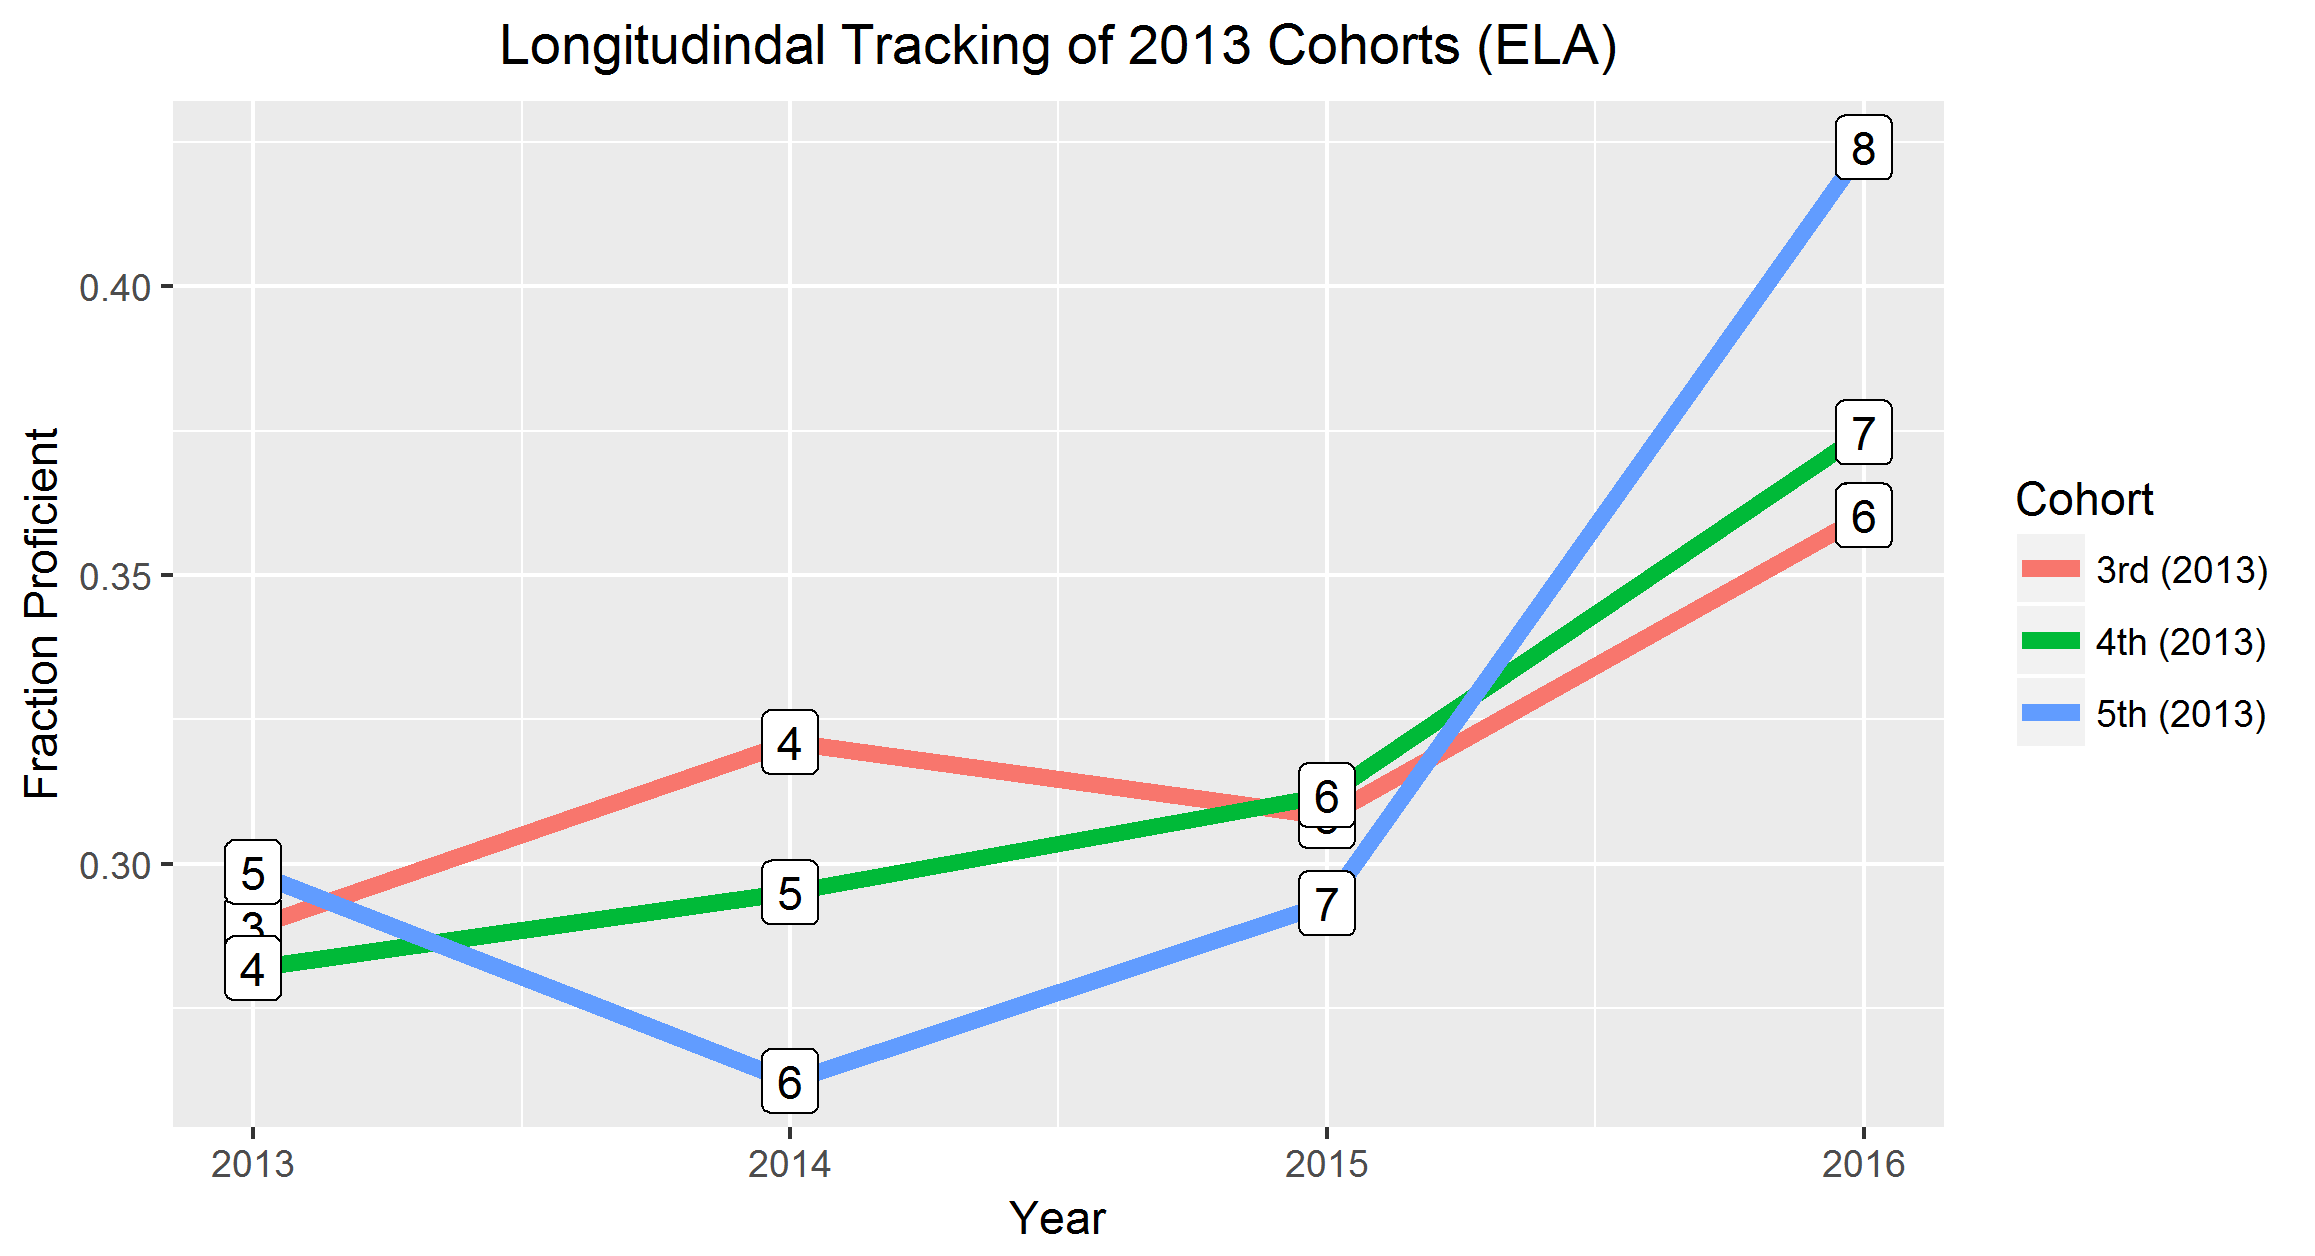 Longitudindal Tracking of 2013 Cohorts (ELA)
Fraction Proficient
0.40
0.35
0.30
8
7
6
4
6
5
3
5
7
4
6
2013 2014 2015 2016
Year
Cohort
3rd (2013)
4th (2013)
5th (2013)